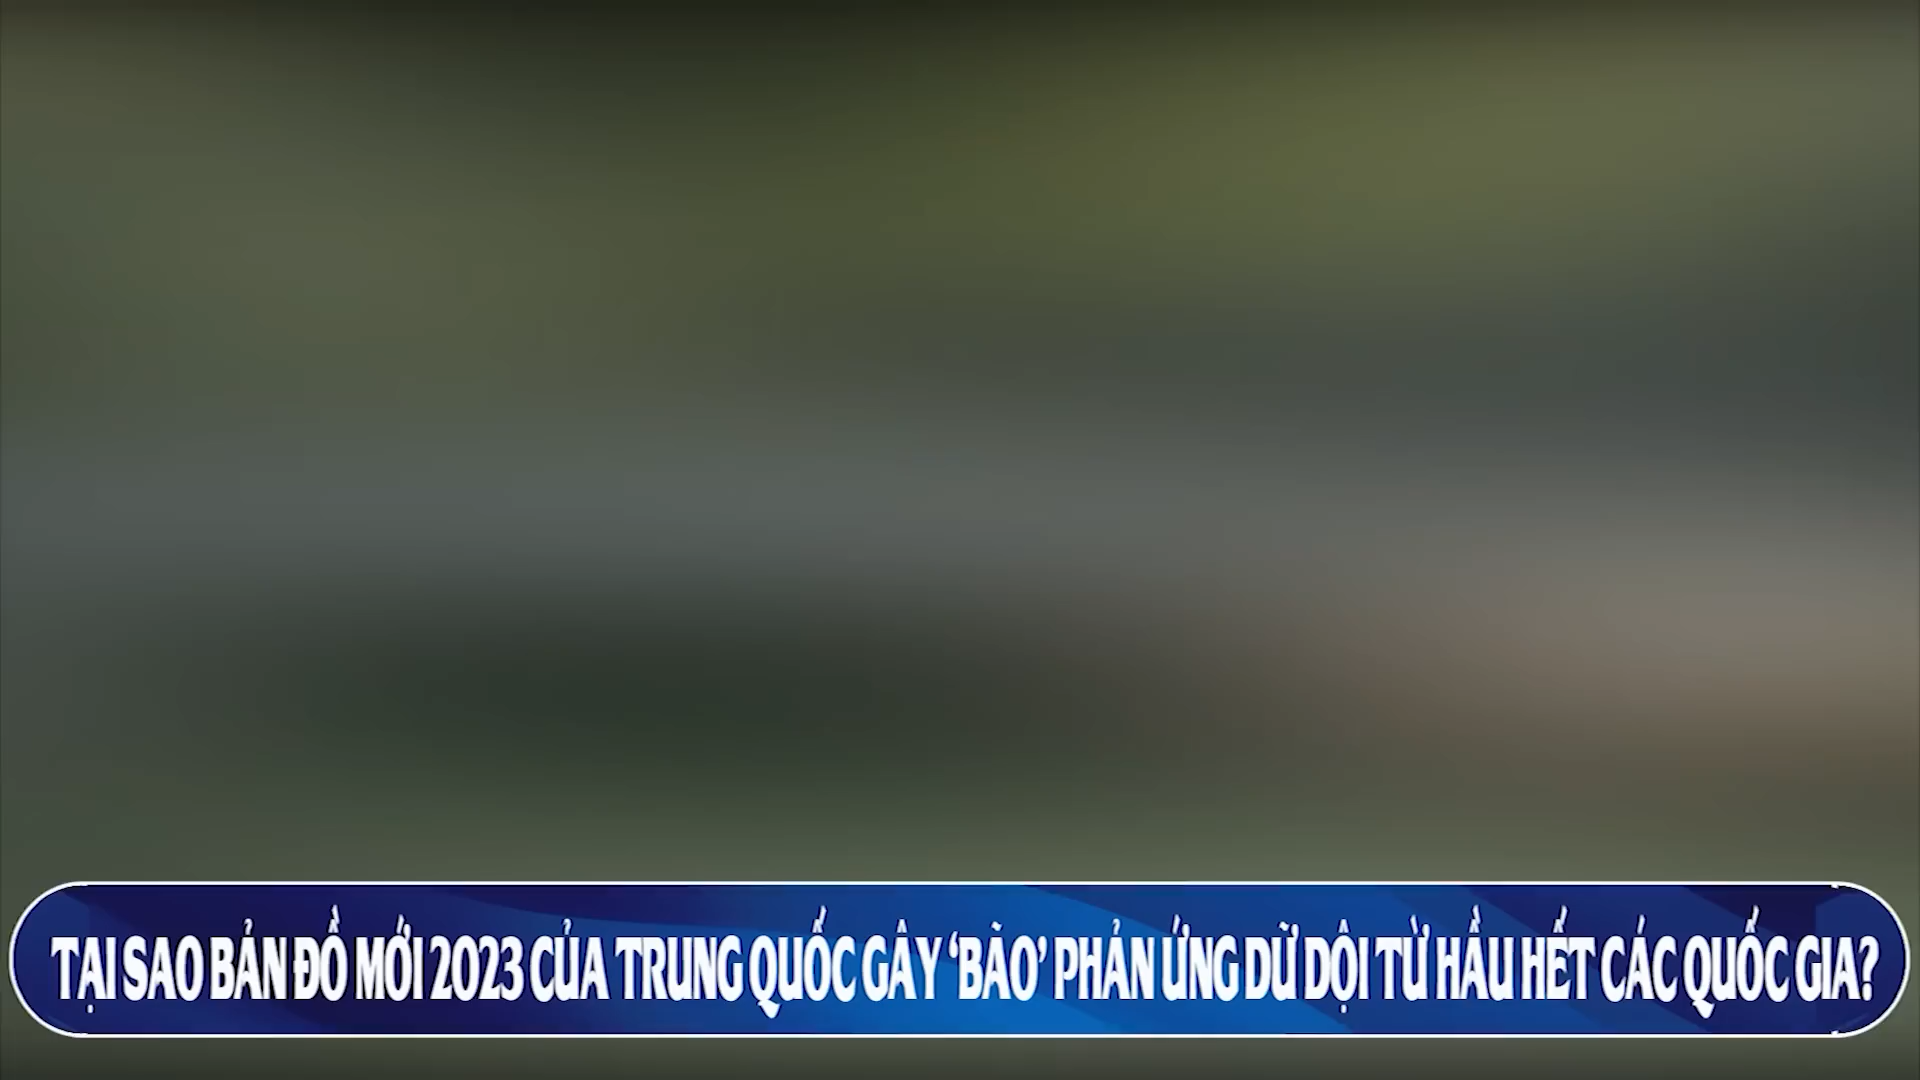 TẠI SAO BẢN ĐỒ MỚI 2023 CỦA TRUNG QUỐC GÂY ‘BÃO’ PHẢN ỨNG DỮ DỘI TỪ HẦU HẾT CÁC QUỐC GIA?